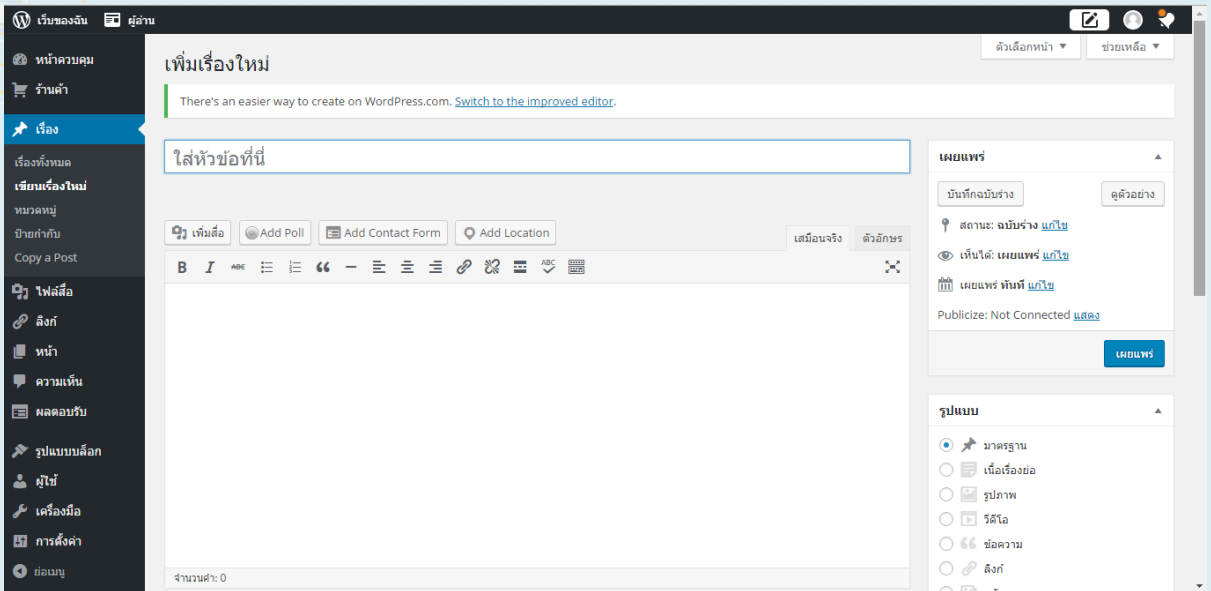 เว็บของฉัน ผู้อ่าน
ตัวเลือกหน้า ช่วยเหลือ
หน้าควบคุม
ร้านค้า
เรื่อง
เรื่องทั้งหมด
เขียนเรื่องใหม่
หมวดหมู่
ป้ายกำกับ
Copy a Post
ไฟล์สื่อ
ลิงก์
หน้า
ความเห็น
ผลตอบรับ
รูปแบบบล็อก
ผู้ใช้
เครื่องมือ
การตั้งค่า
ย่อเมนู
เพิ่มเรื่องใหม่
There's an easier way to create on WordPress.com. Switch to the improved editor.
ใส่หัวข้อที่นี่
เพิ่มสื่อ Add Poll Add Contact Form Add Location
เสมือนจริง ตัวอักษร
B I ABC ABC
จำนวนคำ: 0
เผยแพร่
บันทึกฉบับร่าง ดูตัวอย่าง
สถานะ: ฉบับร่าง แก้ไข
เห็นได้: เผยแพร่ แก้ไข
เผยแพร่ ทันที แก้ไข
Publicize: Not Connected แสดง
เผยแพร่
รูปแบบ
มาตรฐาน
เนื้อเรื่องย่อ
รูปภาพ
วีดีโอ
ข้อความ
ลิงก์